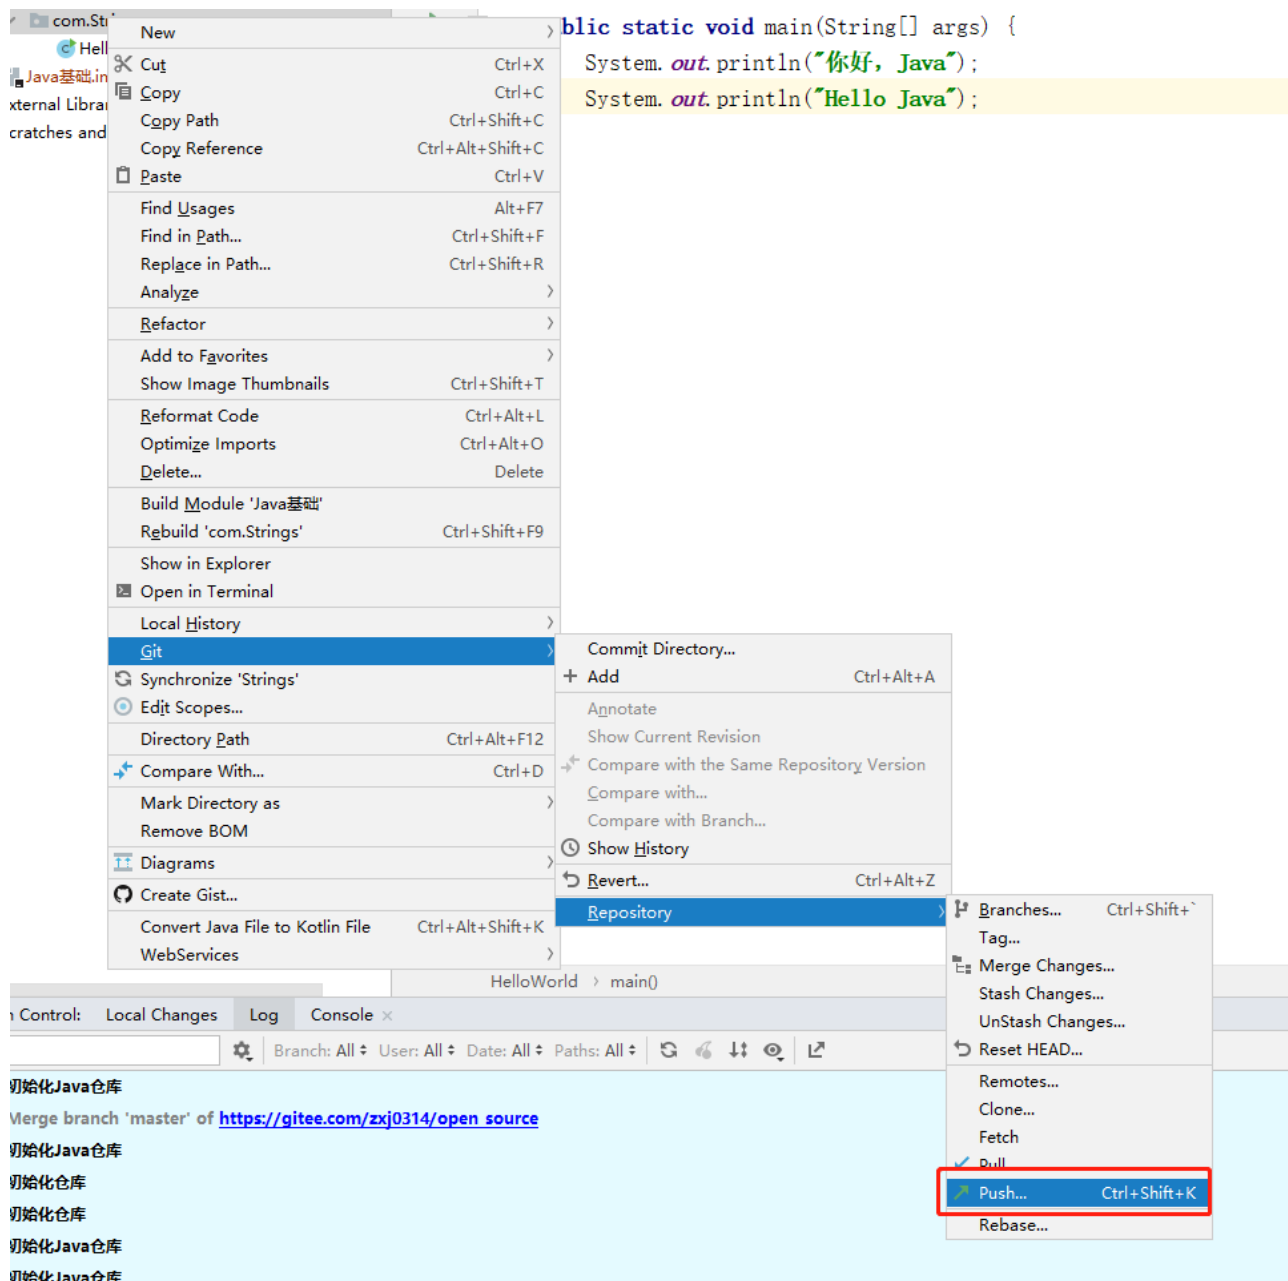 com.Stri
Hell
Java基础.in
xternal Librar
cratches and
blic static void main(String[] args) {
System.out.println("你好，Java");
System.out.println("Hello Java");
New
Cut Ctrl+X
Copy Ctrl+C
Copy Path Ctrl+Shift+C
Copy Reference Ctrl+Alt+Shift+C
Paste Ctrl+V
Find Usages Alt+F7
Find in Path... Ctrl+Shift+F
Replace in Path... Ctrl+Shift+R
Analyze
Refactor
Add to Favorites
Show Image Thumbnails Ctrl+Shift+T
Reformat Code Ctrl+Alt+L
Optimize Imports Ctrl+Alt+O
Delete... Delete
Build Module 'Java基础'
Rebuild 'com.Strings' Ctrl+Shift+F9
Show in Explorer
Open in Terminal
Local History
Git
Synchronize 'Strings'
Edit Scopes...
Directory Path Ctrl+Alt+F12
Compare With... Ctrl+D
Mark Directory as
Remove BOM
Diagrams
Create Gist...
Convert Java File to Kotlin File Ctrl+Alt+Shift+K
WebServices
Commit Directory...
Add Ctrl+Alt+A
Annotate
Show Current Revision
Compare with the Same Repository Version
Compare with...
Compare with Branch...
Show History
Revert... Ctrl+Alt+Z
Repository
Branches... Ctrl+Shift+`
Tag...
Merge Changes...
Stash Changes...
UnStash Changes...
Reset HEAD...
Remotes...
Clone...
Fetch
Pull...
Push... Ctrl+Shift+K
Rebase...
HelloWorld > main()
n Control: Local Changes Log Console ×
Branch: All User: All Date: All Paths: All
初始化Java仓库
Merge branch 'master' of https://gitee.com/zxj0314/open_source
初始化Java仓库
初始化仓库
初始化仓库
初始化Java仓库
初始化Java仓库